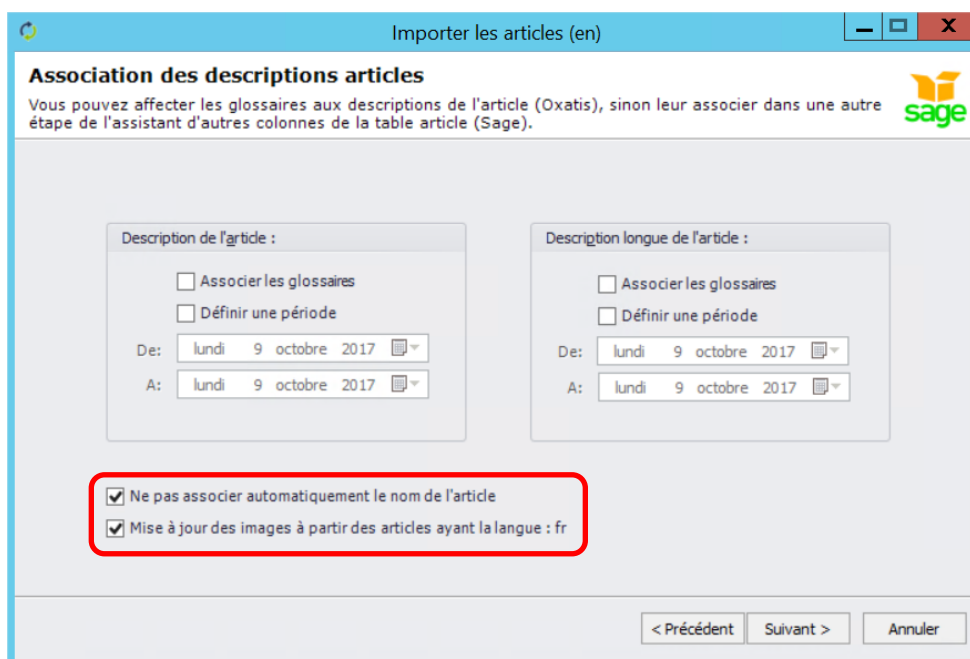 Importer les articles (en)
X
Association des descriptions articles
Vous pouvez affecter les glossaires aux descriptions de l'article (Oxatis), sinon leur associer dans une autre
étape de l'assistant d'autres colonnes de la table article (Sage).
sage
Description de l'article :
Associer les glossaires
Définir une période
De: lundi 9 octobre 2017
A: lundi 9 octobre 2017
Description longue de l'article :
Associer les glossaires
Définir une période
De: lundi 9 octobre 2017
A: lundi 9 octobre 2017
Ne pas associer automatiquement le nom de l'article
Mise à jour des images à partir des articles ayant la langue : fr
< Précédent
Suivant >
Annuler